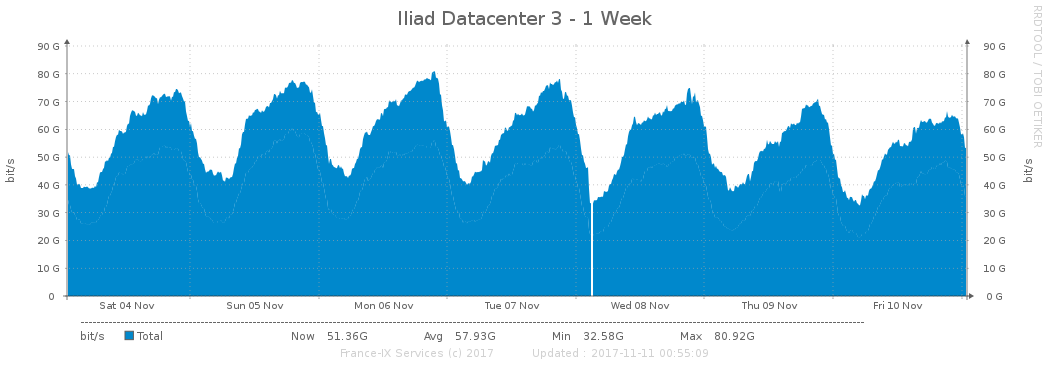 Iliad Datacenter 3 - 1 Week
RRDTOOL / TOBI OETIKER
bit/s
90 G 90 G
80 G 80 G
70 G 70 G
60 G 60 G
50 G 50 G
40 G 40 G
30 G 30 G
20 G 20 G
10 G 10 G
0 0 G
bit/s
Sat 04 Nov Sun 05 Nov Mon 06 Nov Tue 07 Nov Wed 08 Nov Thu 09 Nov Fri 10 Nov
bit/s Total Now 51.36G Avg 57.93G Min 32.58G Max 80.92G
France-IX Services (c) 2017 Updated : 2017-11-11 00:55:09